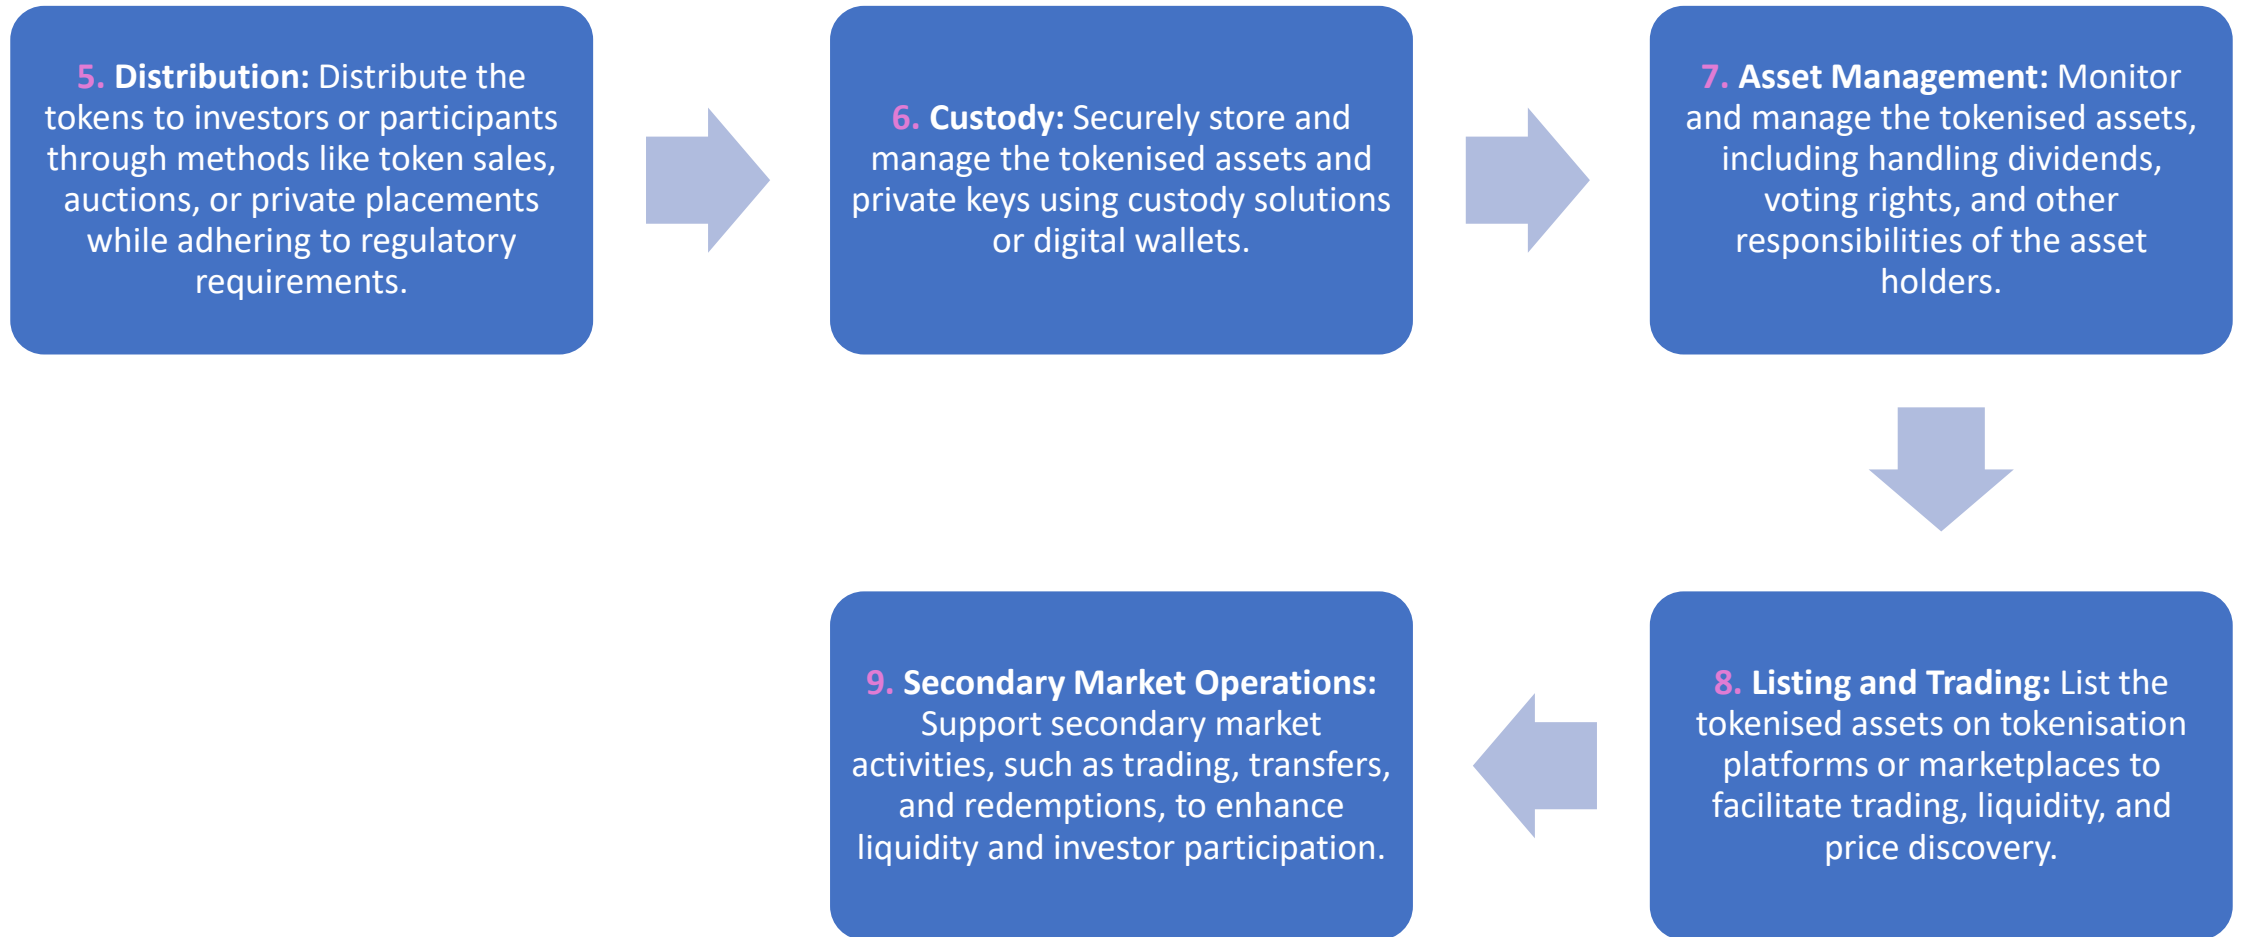 5. Distribution: Distribute the
tokens to investors or participants
through methods like token sales,
auctions, or private placements
while adhering to regulatory
requirements.
6. Custody: Securely store and
manage the tokenised assets and
private keys using custody solutions
or digital wallets.
7. Asset Management: Monitor
and manage the tokenised assets,
including handling dividends,
voting rights, and other
responsibilities of the asset
holders.
8. Listing and Trading: List the
tokenised assets on tokenisation
platforms or marketplaces to
facilitate trading, liquidity, and
price discovery.
9. Secondary Market Operations:
Support secondary market
activities, such as trading, transfers,
and redemptions, to enhance
liquidity and investor participation.